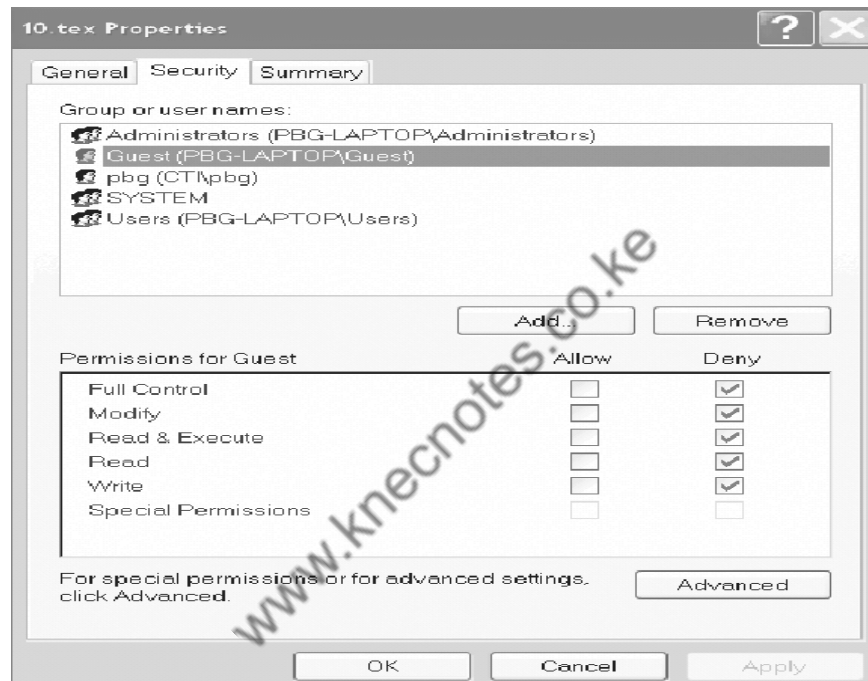 10.tex Properties
General Security Summary
Group or user names:
Administrators (PBG-LAPTOP\Administrators)
Guest (PBG-LAPTOP\Guest)
pbg (CTI\pbg)
SYSTEM
Users (PBG-LAPTOP\Users)
Add... Remove
Permissions for Guest Allow Deny
Full Control
Modify
Read & Execute
Read
Write
Special Permissions
For special permissions or for advanced settings,
click Advanced.
Advanced
OK Cancel Apply
www.knecnotes.co.ke